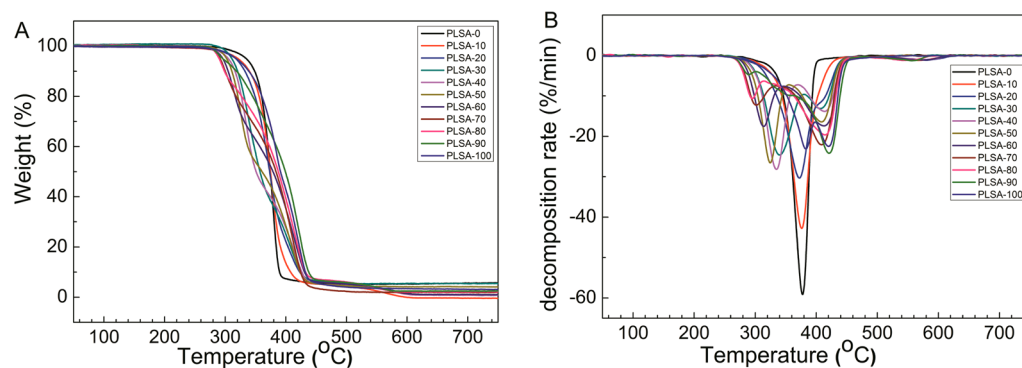 A
Weight (%)
100
80
60
40
20
0
PLSA-0
PLSA-10
PLSA-20
PLSA-30
PLSA-40
PLSA-50
PLSA-60
PLSA-70
PLSA-80
PLSA-90
PLSA-100
100 200 300 400 500 600 700
Temperature (°C)
B
decomposition rate (%/min)
0
-20
-40
-60
PLSA-0
PLSA-10
PLSA-20
PLSA-30
PLSA-40
PLSA-50
PLSA-60
PLSA-70
PLSA-80
PLSA-90
PLSA-100
100 200 300 400 500 600 700
Temperature (°C)